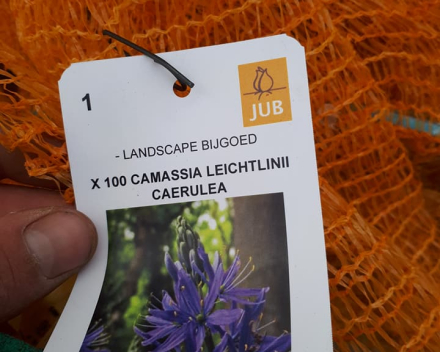 1
JUB
- LANDSCAPE BIJGOED
X 100 CAMASSIA LEICHTLINII
CAERULEA